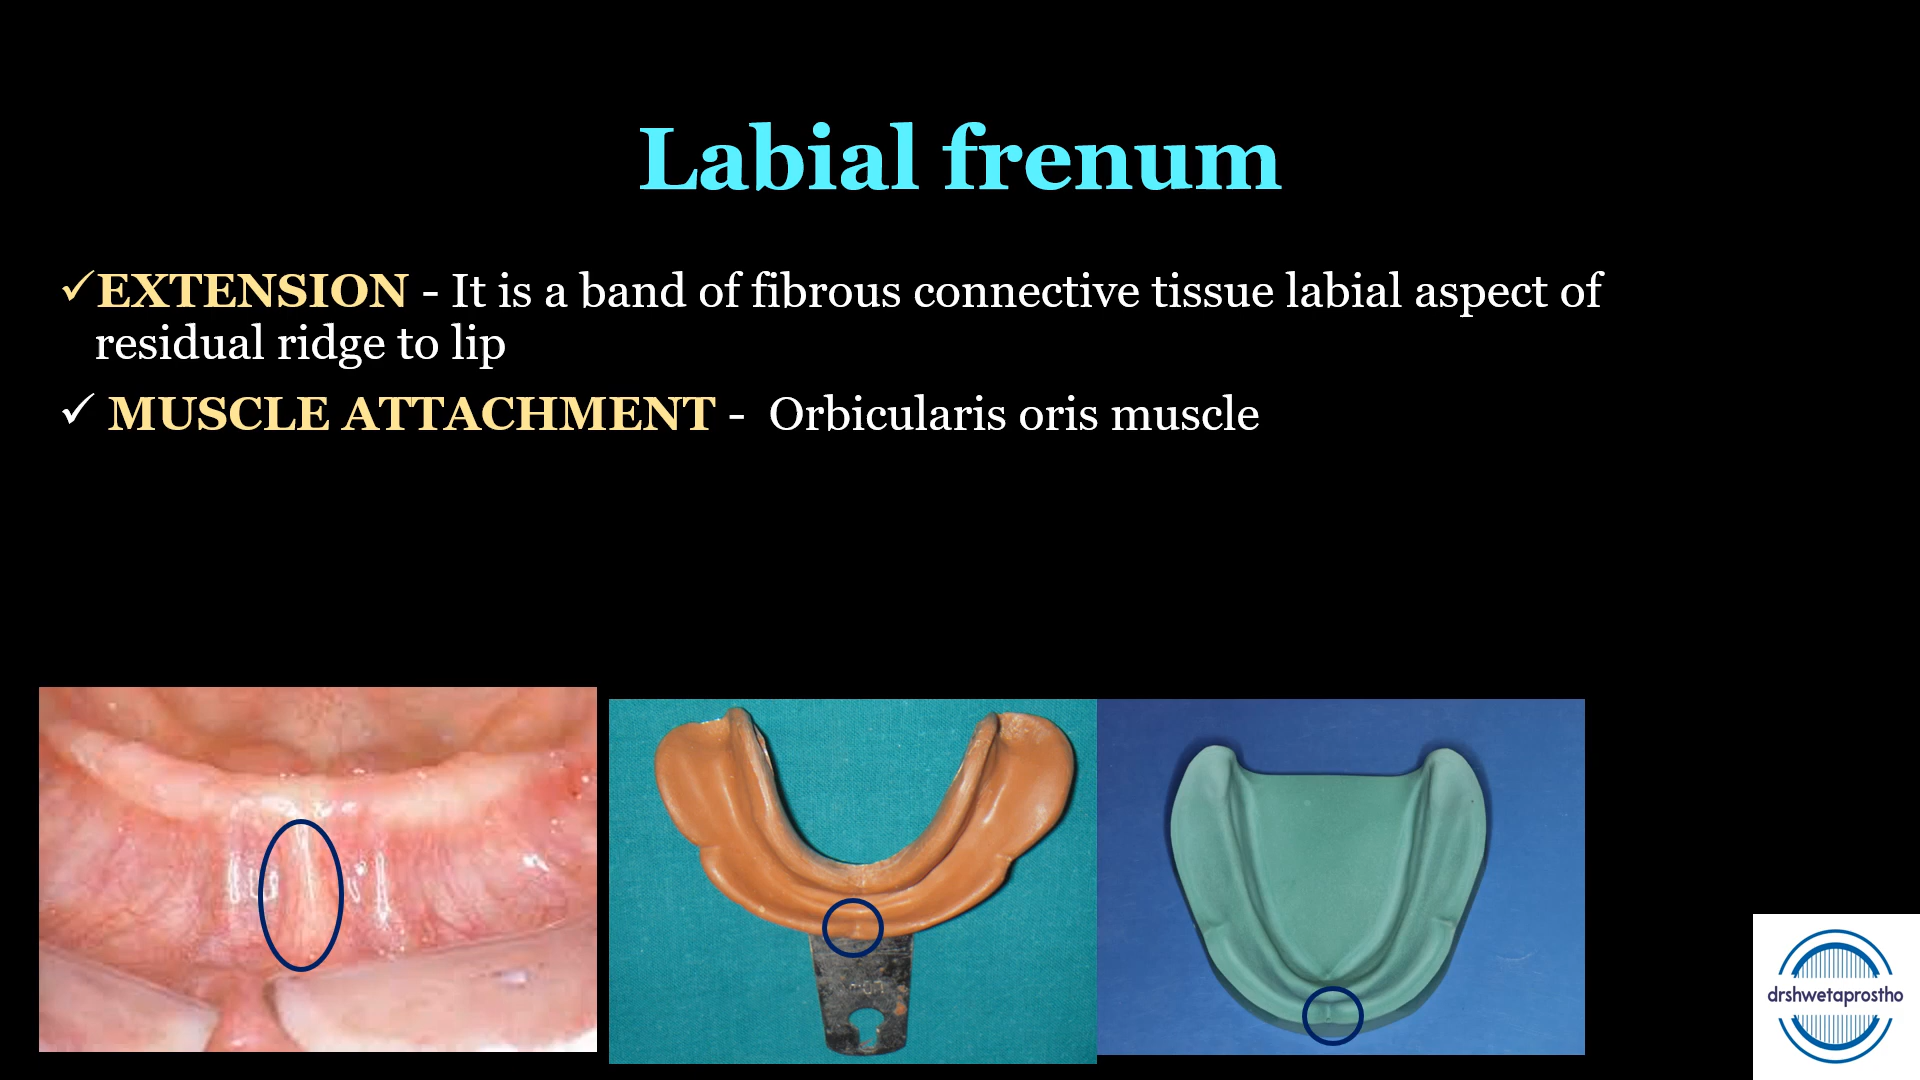 Labial frenum
✓EXTENSION - It is a band of fibrous connective tissue labial aspect of
residual ridge to lip
✓ MUSCLE ATTACHMENT - Orbicularis oris muscle
drshwetaprostho